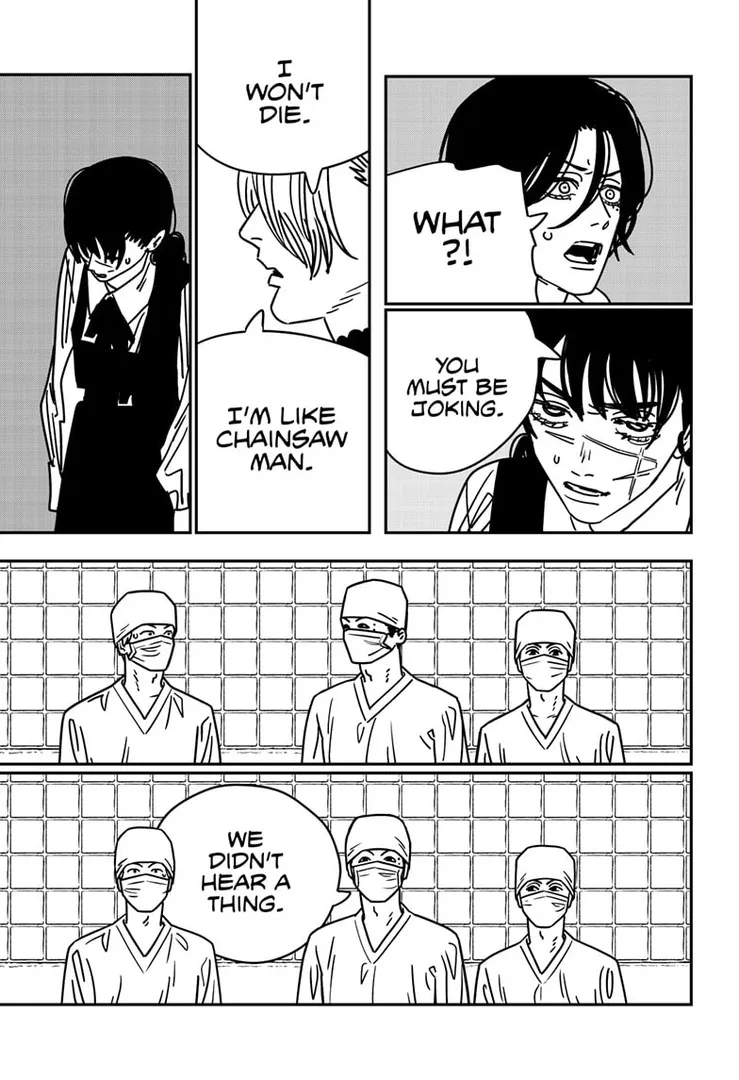 WHAT
?!
YOU
MUST BE
JOKING.
I
WON'T
DIE.
I'M LIKE
CHAINSAW
MAN.
WE
DIDN'T
HEAR A
THING.